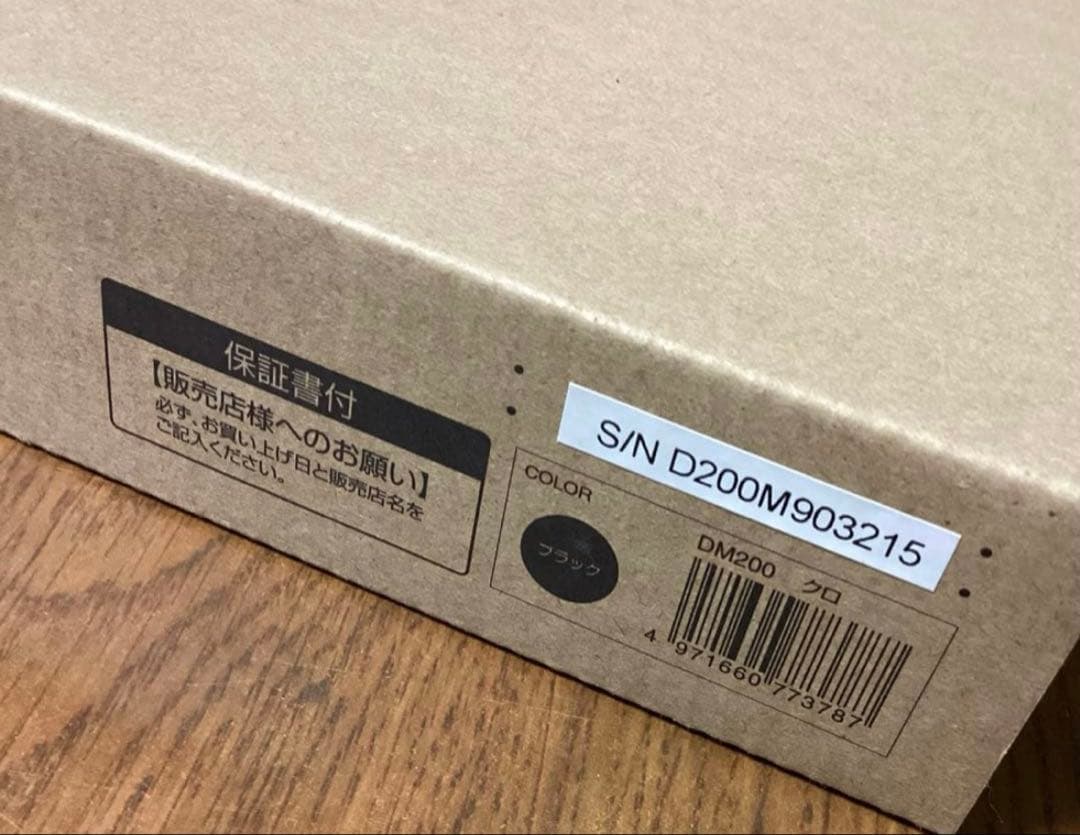 保証書付
【販売店様へのお願い】
必ず、お買い上げ日と販売店名を
ご記入ください。
S/N D200M903215
COLOR
ブラック
DM200 クロ
4 971660 773787